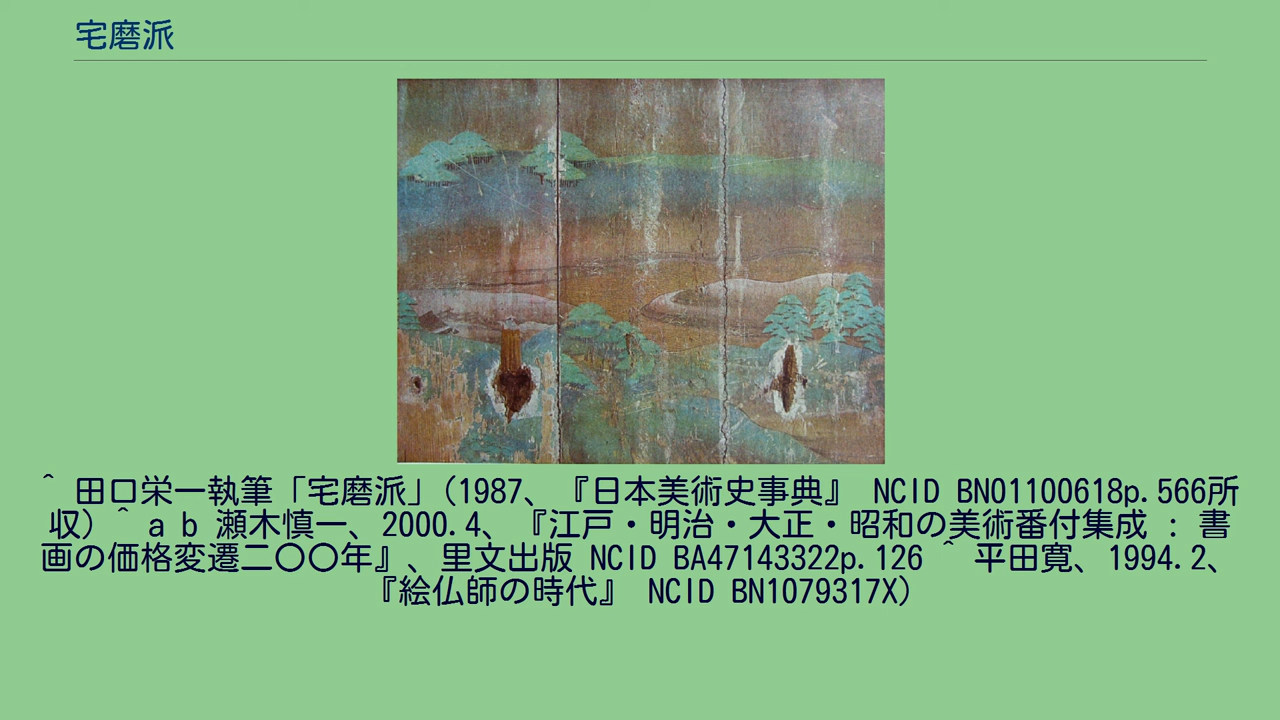 宅磨派
^ 田口栄一執筆「宅磨派」(1987、『日本美術史事典』 NCID BN01100618p.566所
収) ^ a b 瀬木慎一、2000.4、『江戸・明治・大正・昭和の美術番付集成 : 書
画の価格変遷二〇〇年』、里文出版 NCID BA47143322p.126 ^ 平田寛、1994.2、
『絵仏師の時代』 NCID BN1079317X)